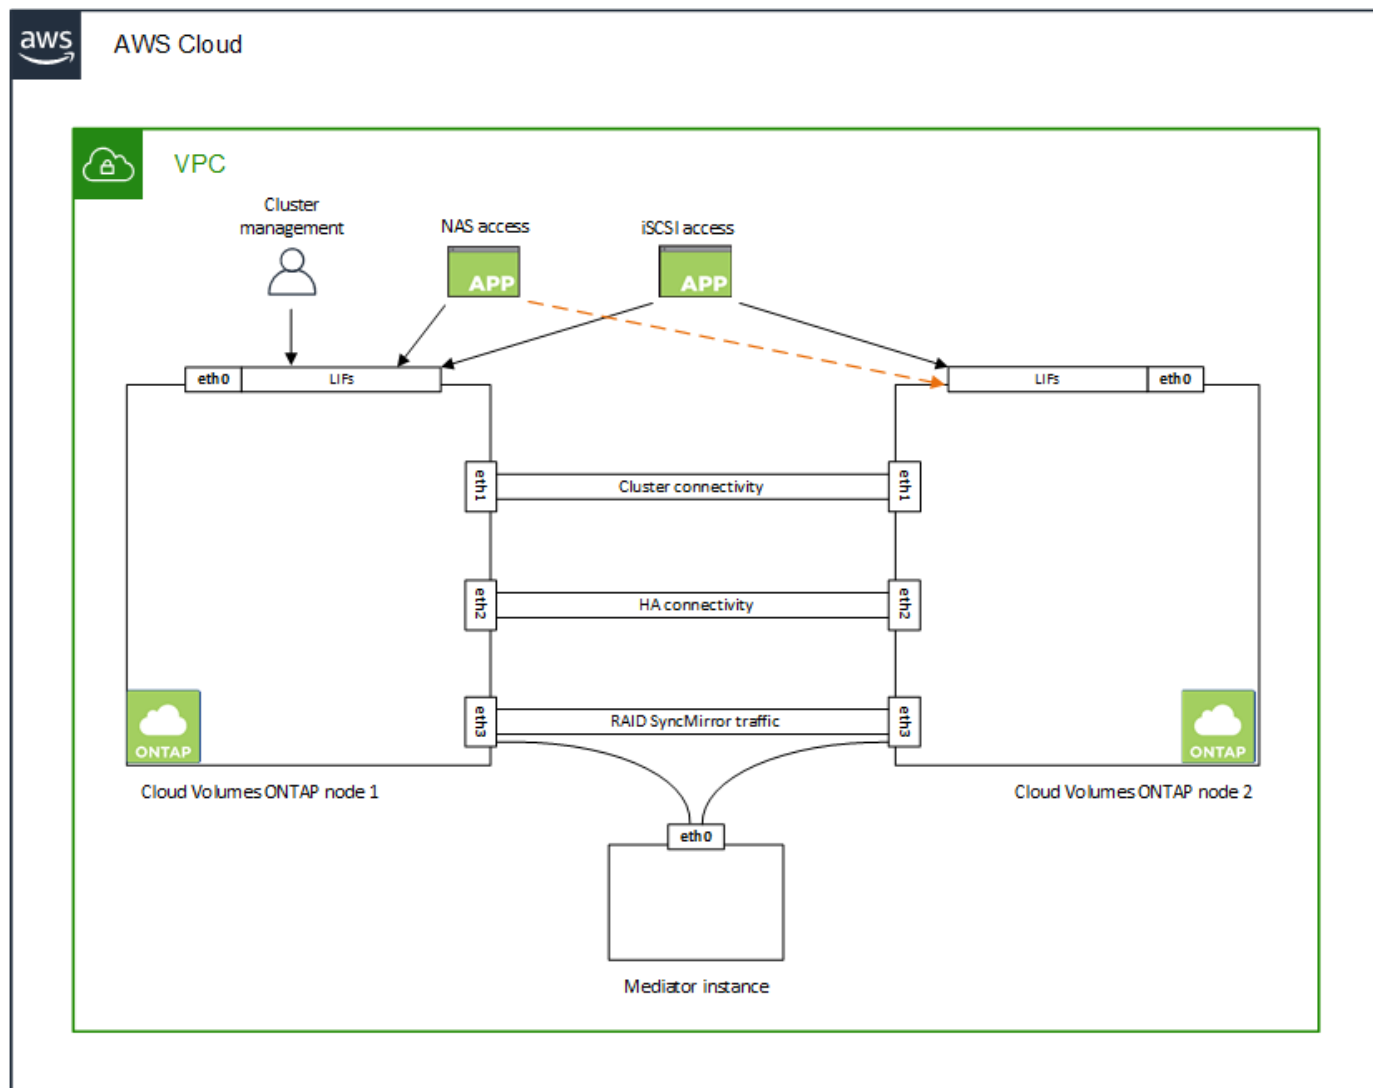 aws
AWS Cloud
VPC
Cluster
management
NAS access
iSCSI access
APP
APP
eth0
LIFs
LIFs
eth0
eth1
Cluster connectivity
eth1
eth2
HA connectivity
eth2
eth3
RAID SyncMirror traffic
eth3
ONTAP
ONTAP
Cloud Volumes ONTAP node 1
Cloud Volumes ONTAP node 2
eth0
Mediator instance